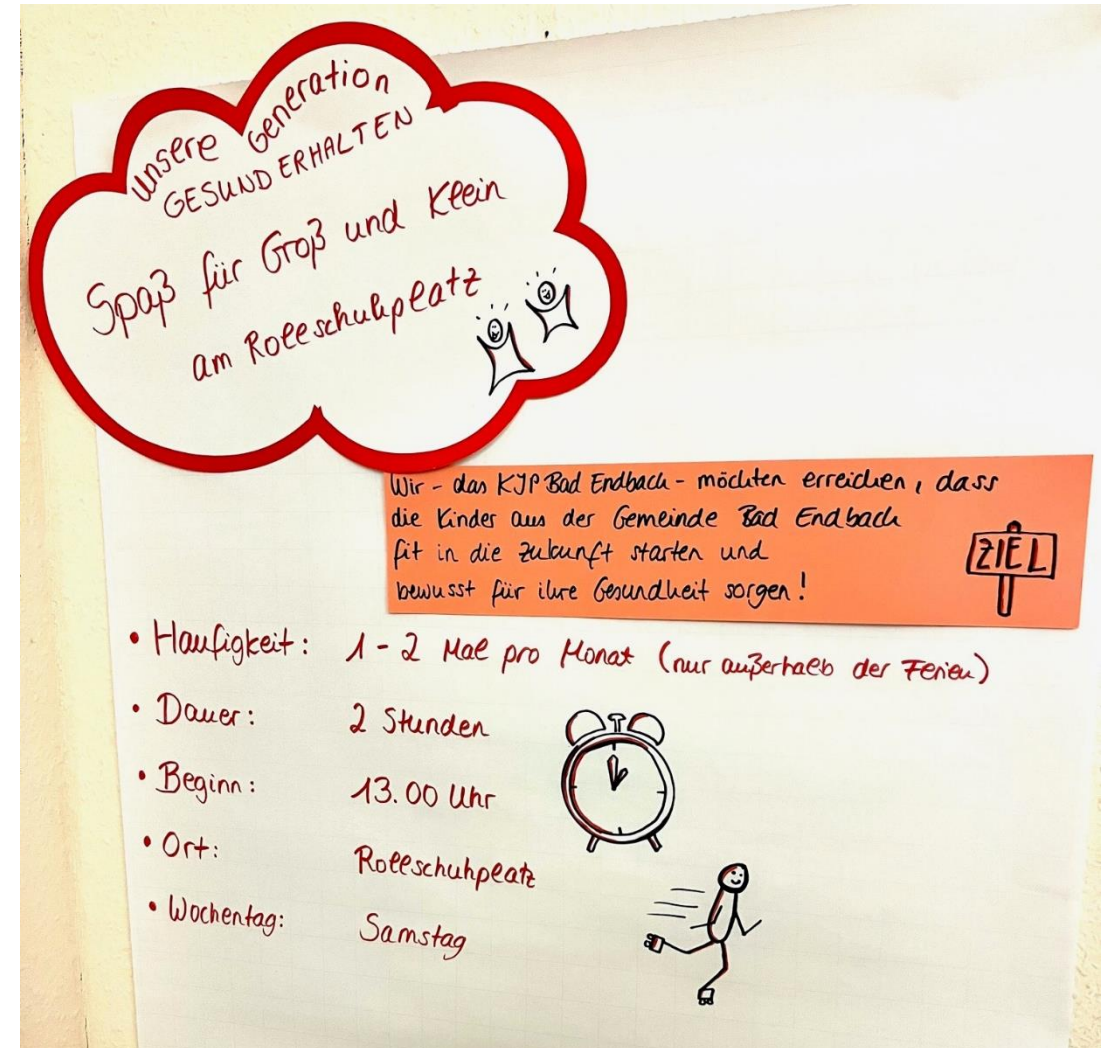 unsere Generation
GESUND ERHALTEN
Spaß für Groß und Klein
am Rollschuhplatz
Wir - das KJP Bad Endbach - möchten erreichen, dass
die Kinder aus der Gemeinde Bad Endbach
fit in die Zukunft starten und
bewusst für ihre Gesundheit sorgen!
ZIEL
• Häufigkeit: 1 - 2 Mal pro Monat (nur außerhalb der Ferien)
• Dauer: 2 Stunden
• Beginn: 13.00 Uhr
• Ort: Rollschuhplatz
• Wochentag: Samstag